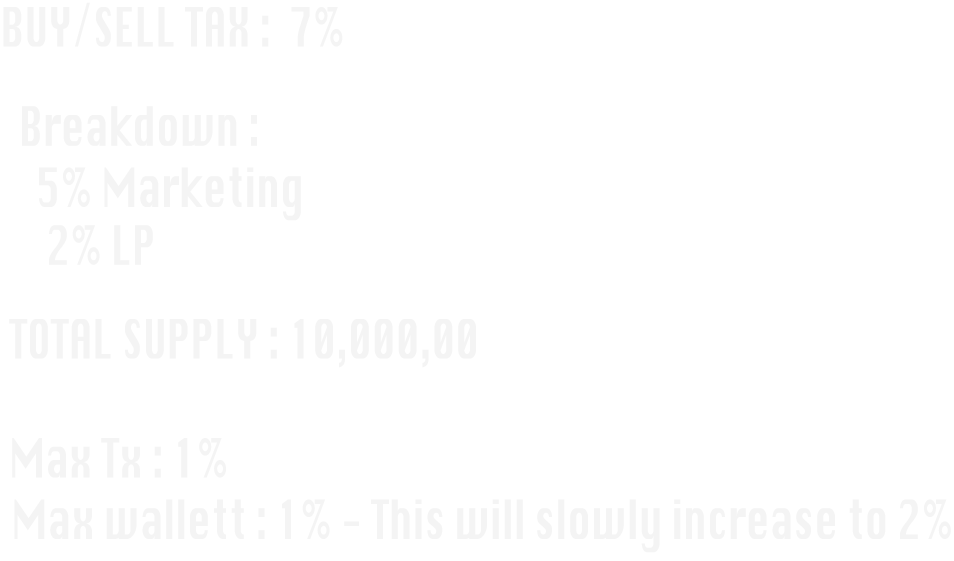 BUY/SELL TAX : 7%
Breakdown :
5% Marketing
2% LP
TOTAL SUPPLY : 10,000,00
Max Tx : 1%
Max wallett : 1% - This will slowly increase to 2%